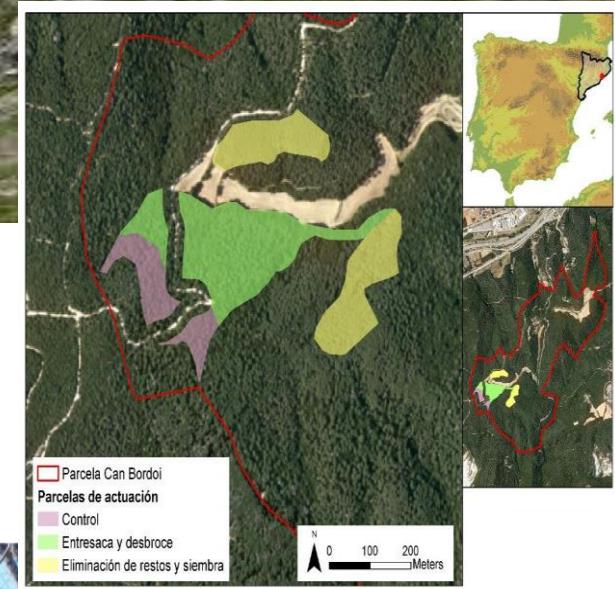 Parcela Can Bordoi
Parcelas de actuación
Control
Entresaca y desbroce
Eliminación de restos y siembra
N
0 100 200
Meters